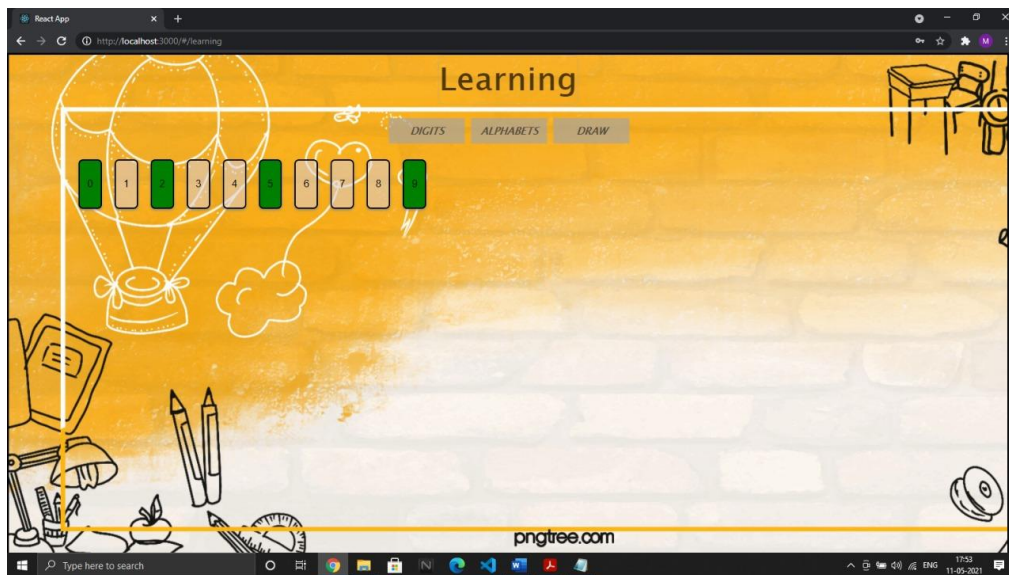 React App
http://localhost:3000/#/learning
M
Learning
DIGITS ALPHABETS DRAW
0 1 2 3 4 5 6 7 8 9
pngtree.com
Type here to search
ENG
17:53
11-05-2021